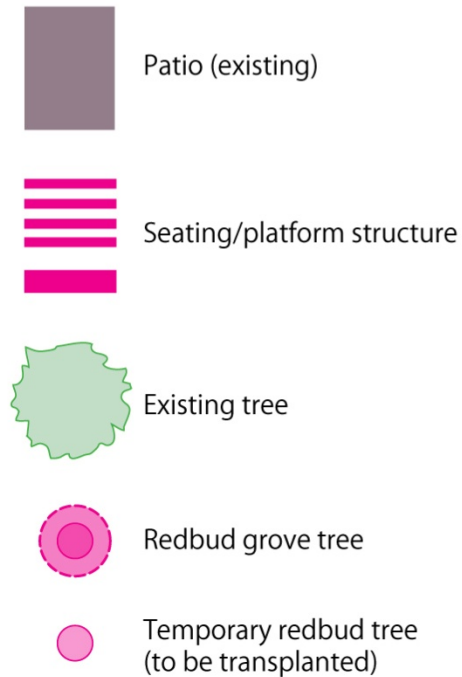 Patio (existing)
Seating/platform structure
Existing tree
Redbud grove tree
Temporary redbud tree
(to be transplanted)